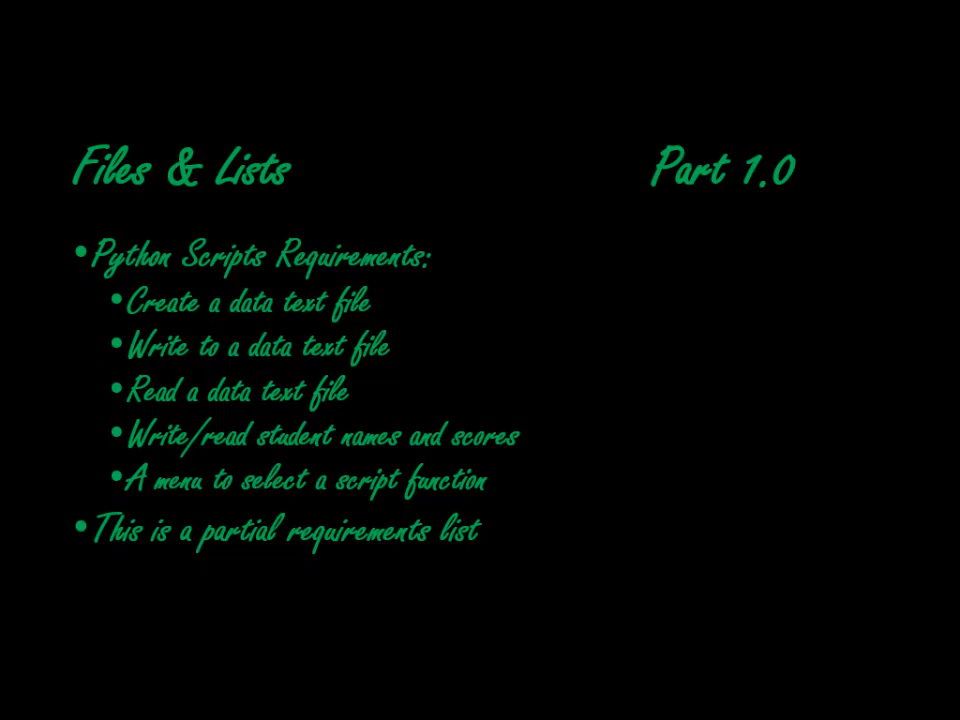 Files & Lists Part 1.0
•Python Scripts Requirements:
•Create a data text file
•Write to a data text file
•Read a data text file
•Write/read student names and scores
•A menu to select a script function
•This is a partial requirements list